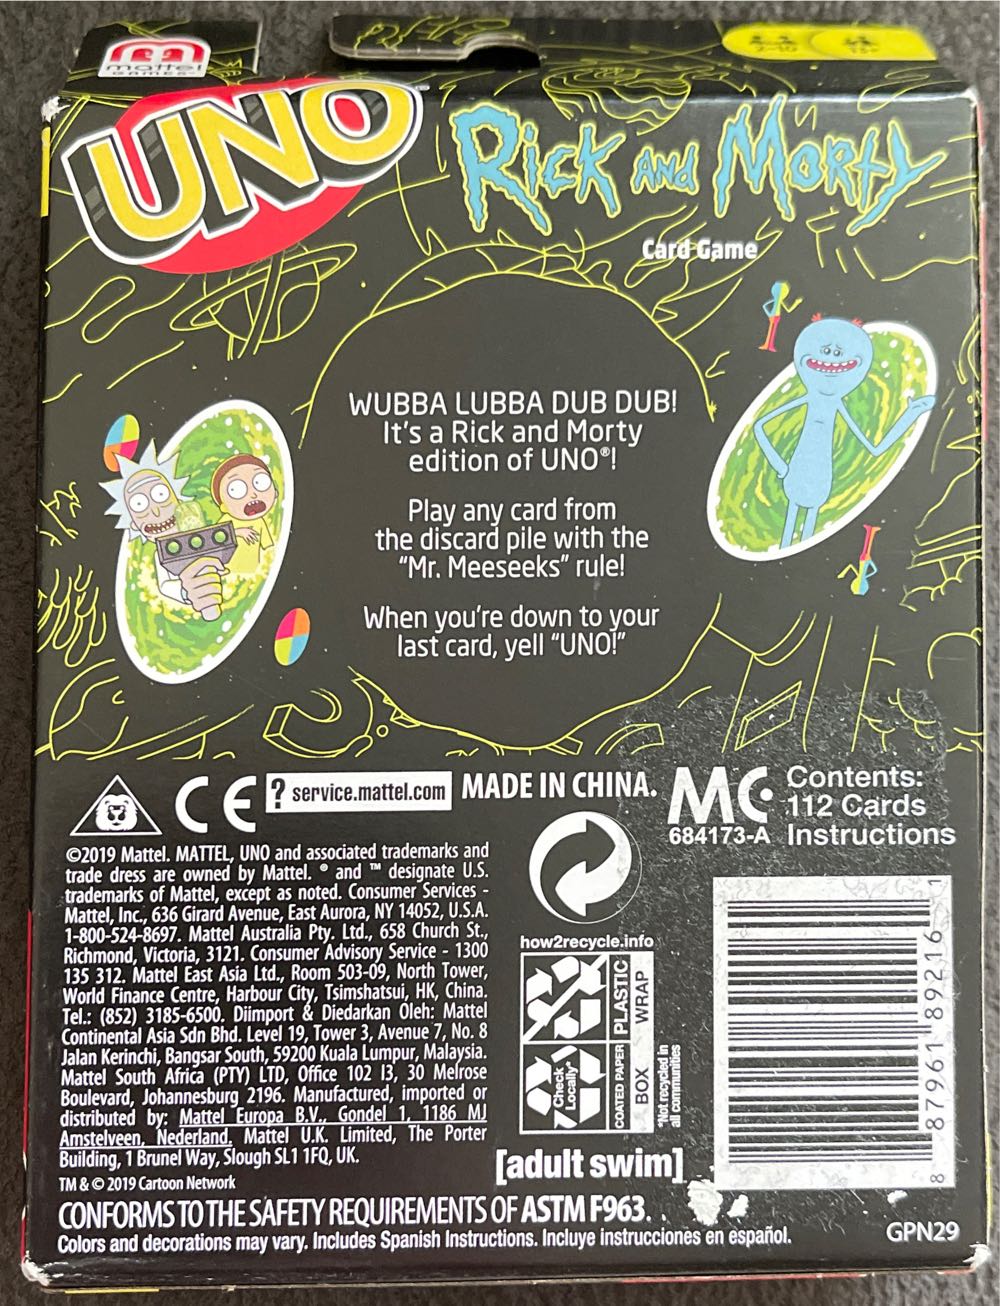 mattel
GAMES™
UNO™
Rick AND MORTY
Card Game
WUBBA LUBBA DUB DUB!
It's a Rick and Morty
edition of UNO®!
Play any card from
the discard pile with the
"Mr. Meeseeks" rule!
When you're down to your
last card, yell "UNO!"
CE
? service.mattel.com
MADE IN CHINA.
MC
684173-A
Contents:
112 Cards
Instructions
©2019 Mattel. MATTEL, UNO and associated trademarks and
trade dress are owned by Mattel. ® and ™ designate U.S.
trademarks of Mattel, except as noted. Consumer Services -
Mattel, Inc., 636 Girard Avenue, East Aurora, NY 14052, U.S.A.
1-800-524-8697. Mattel Australia Pty. Ltd., 658 Church St.,
Richmond, Victoria, 3121. Consumer Advisory Service - 1300
135 312. Mattel East Asia Ltd., Room 503-09, North Tower,
World Finance Centre, Harbour City, Tsimshatsui, HK, China.
Tel.: (852) 3185-6500. Diimport & Diedarkan Oleh: Mattel
Continental Asia Sdn Bhd. Level 19, Tower 3, Avenue 7, No. 8
Jalan Kerinchi, Bangsar South, 59200 Kuala Lumpur, Malaysia.
Mattel South Africa (PTY) LTD, Office 102 I3, 30 Melrose
Boulevard, Johannesburg 2196. Manufactured, imported or
distributed by: Mattel Europa B.V., Gondel 1, 1186 MJ
Amstelveen, Nederland. Mattel U.K. Limited, The Porter
Building, 1 Brunel Way, Slough SL1 1FQ, UK.
TM & © 2019 Cartoon Network
how2recycle.info
PLASTIC
WRAP
Check
Locally*
COATED PAPER
BOX
*Not recycled in
all communities
[adult swim]
8 87961 89216 1
CONFORMS TO THE SAFETY REQUIREMENTS OF ASTM F963.
Colors and decorations may vary. Includes Spanish Instructions. Incluye instrucciones en español.
GPN29